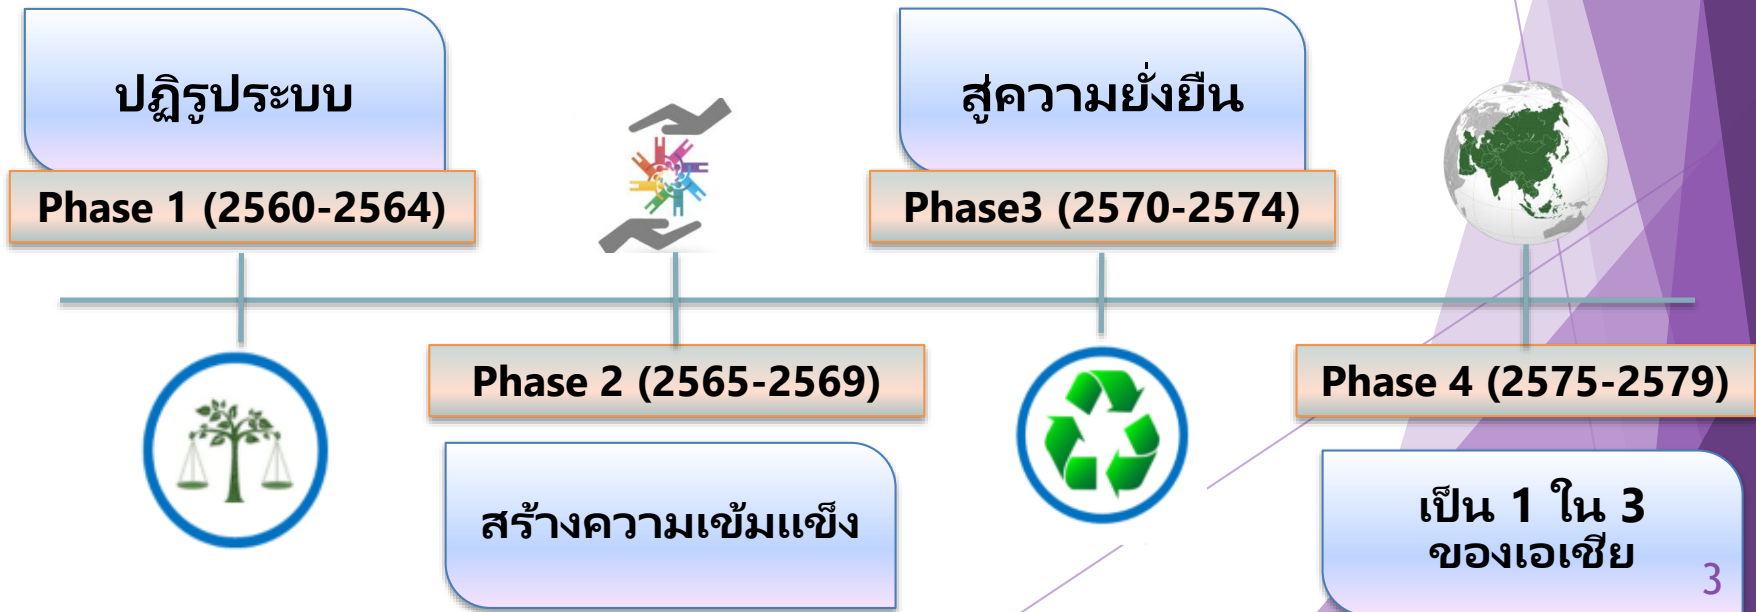 ปฏิรูประบบ
Phase 1 (2560-2564)
Phase 2 (2565-2569)
สร้างความเข้มแข็ง
สู่ความยั่งยืน
Phase3 (2570-2574)
Phase 4 (2575-2579)
เป็น 1 ใน 3
ของเอเชีย
3